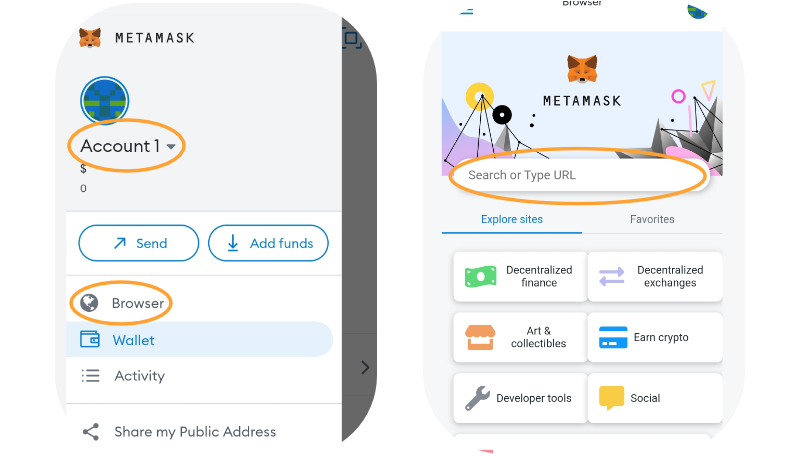 METAMASK
Account 1
$
0
Send
Add funds
Browser
Wallet
Activity
Share my Public Address
Browser
METAMASK
Search or Type URL
Explore sites
Favorites
Decentralized
finance
Decentralized
exchanges
Art &
collectibles
Earn crypto
Developer tools
Social